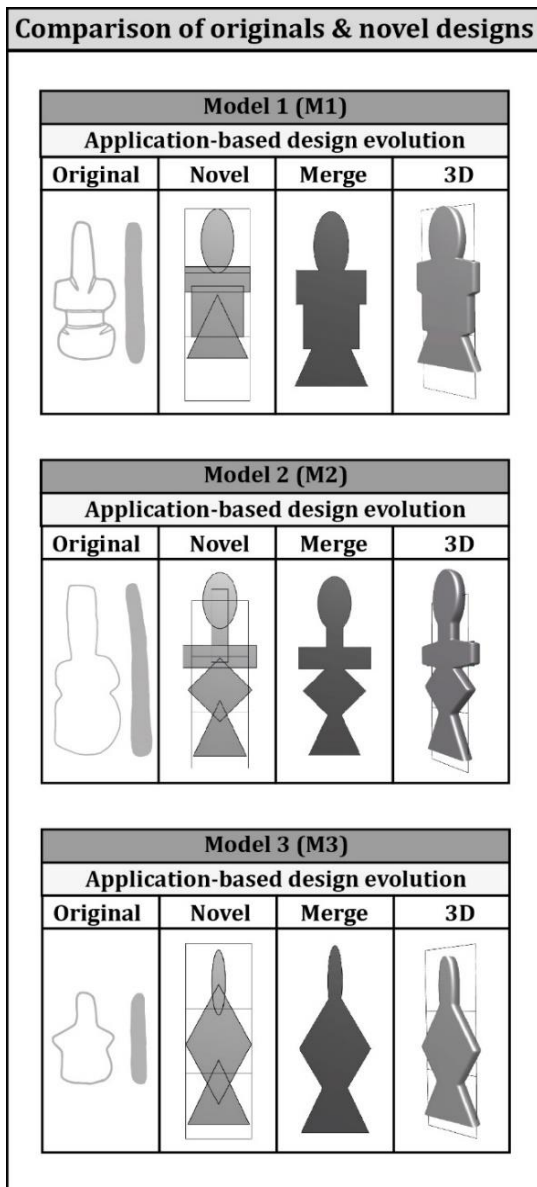 Comparison of originals & novel designs
Model 1 (M1)
Application-based design evolution
Original Novel Merge 3D
Model 2 (M2)
Application-based design evolution
Original Novel Merge 3D
Model 3 (M3)
Application-based design evolution
Original Novel Merge 3D